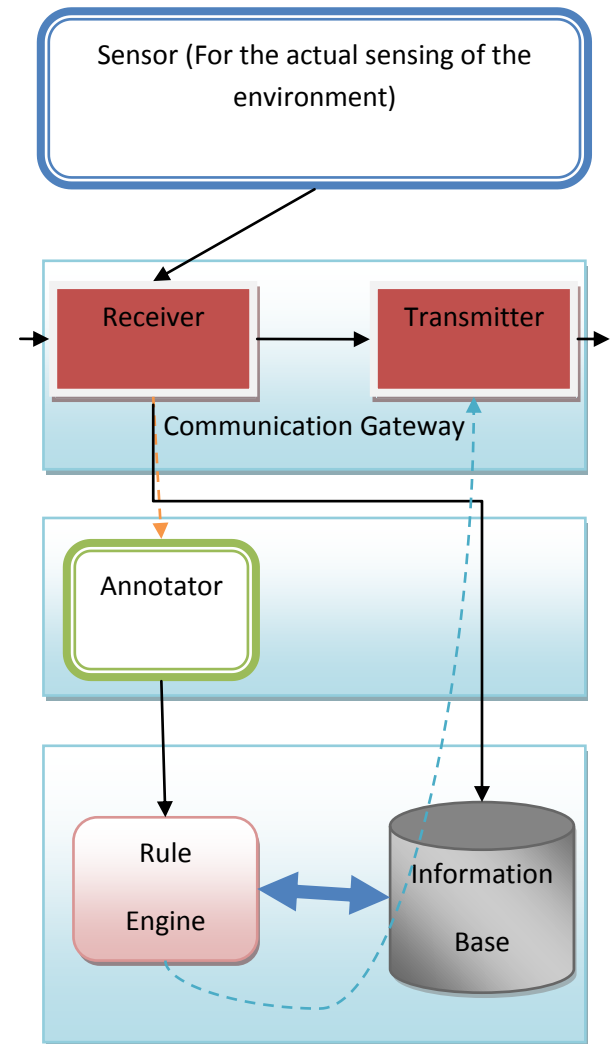 Sensor (For the actual sensing of the
environment)
Receiver
Transmitter
Communication Gateway
Annotator
Rule
Engine
Information
Base